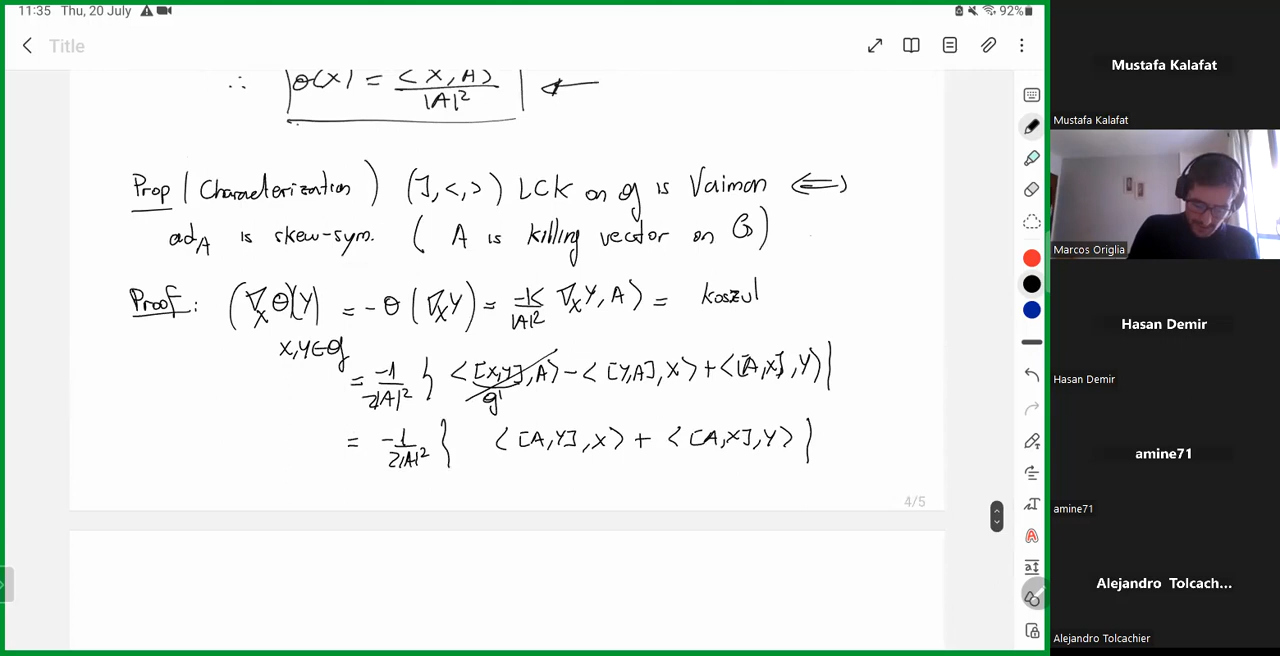 11:35 Thu, 20 July
92%
Title
∴ θ(X) = <X, A> / |A|² ←
Prop (Characterization) (J, <,>) LCK on g is Vaisman ⟺
ad_A is skew-sym. (A is killing vector on G)
Proof: (∇_X θ)(Y) = -θ(∇_X Y) = -1/|A|² <∇_X Y, A> = koszul
X,Y∈g
= -1/2|A|² { <[X,Y], A> - <[Y,A], X> + <[A,X], Y> }
g'
= -1/2|A|² { <[A,Y], X> + <[A,X], Y> }
4/5
Mustafa Kalafat
Mustafa Kalafat
Marcos Origlia
Hasan Demir
Hasan Demir
amine71
amine71
Alejandro Tolcach...
Alejandro Tolcachier